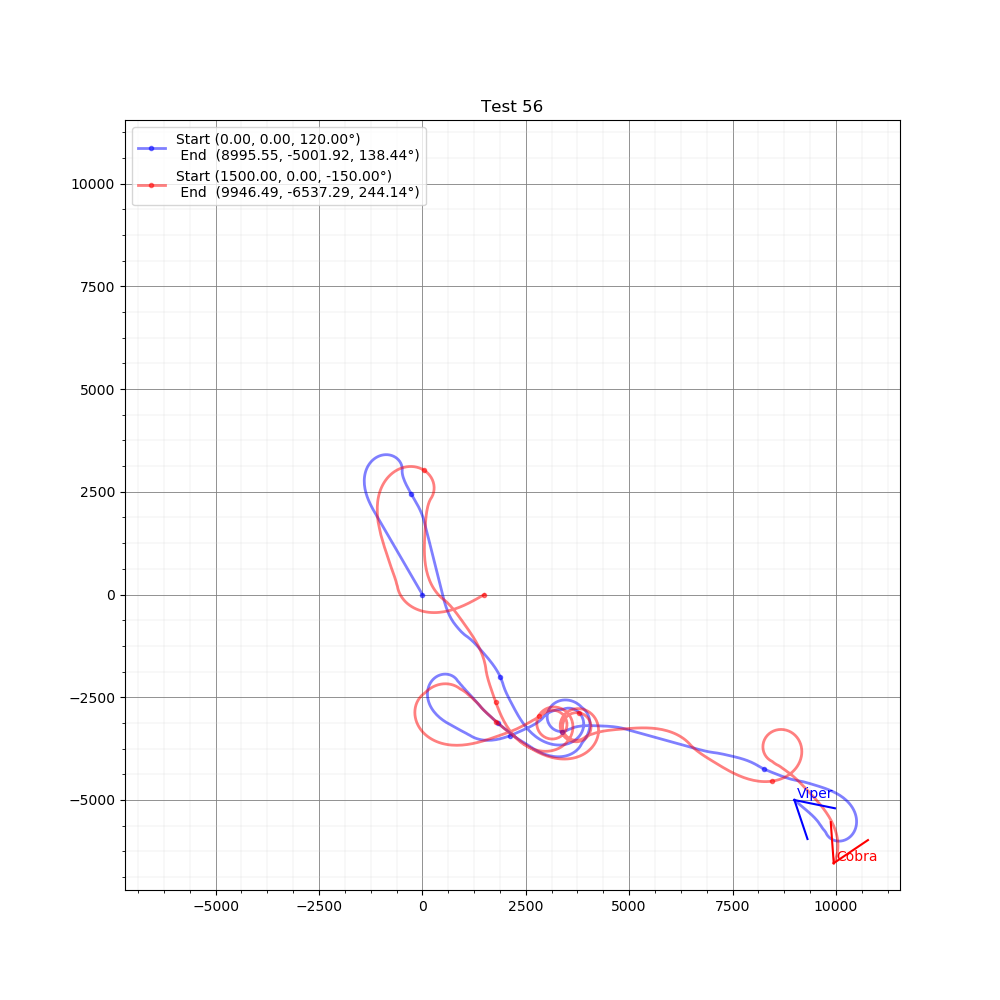 Test 56
Start (0.00, 0.00, 120.00°)
End (8995.55, -5001.92, 138.44°)
Start (1500.00, 0.00, -150.00°)
End (9946.49, -6537.29, 244.14°)
10000
7500
5000
2500
0
−2500
−5000
Viper
Cobra
−5000 −2500 0 2500 5000 7500 10000